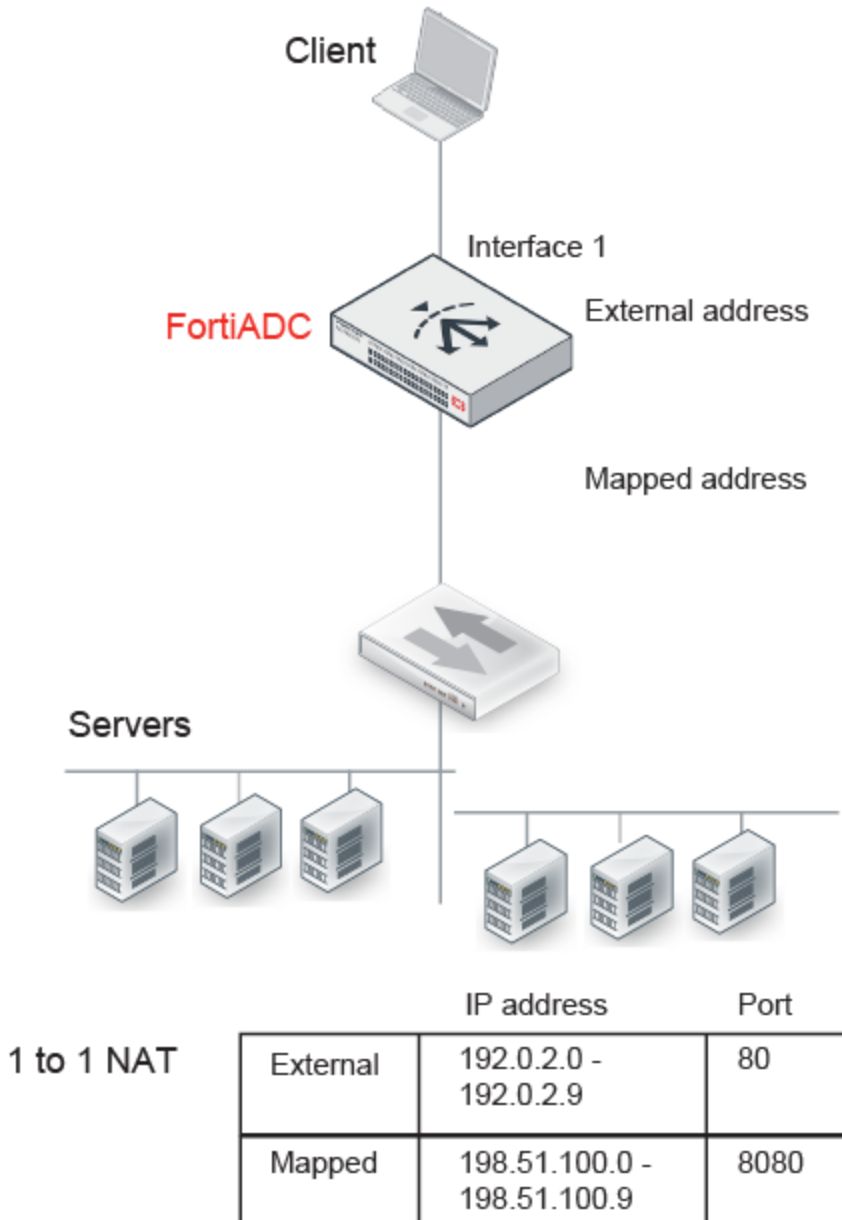 Client
Interface 1
FortiADC
External address
Mapped address
Servers
IP address Port
1 to 1 NAT
External 192.0.2.0 - 80
192.0.2.9
Mapped 198.51.100.0 - 8080
198.51.100.9